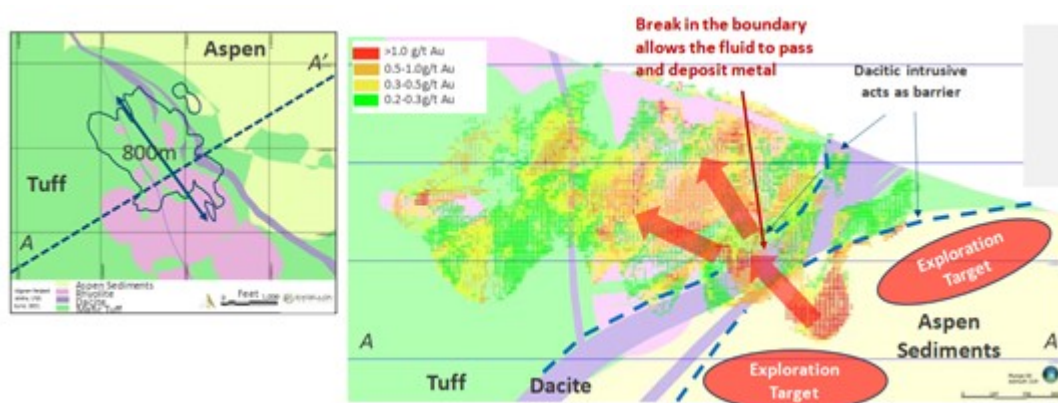 Aspen
A'
800m
Tuff
A
Aspen Sediments
Rhyolite
Dacite
Tuff
Feet
>1.0 g/t Au
0.5-1.0g/t Au
0.3-0.5g/t Au
0.2-0.3g/t Au
Break in the boundary
allows the fluid to pass
and deposit metal
Dacitic intrusive
acts as barrier
Exploration
Target
Aspen
Sediments
A
A
Exploration
Target
Tuff
Dacite